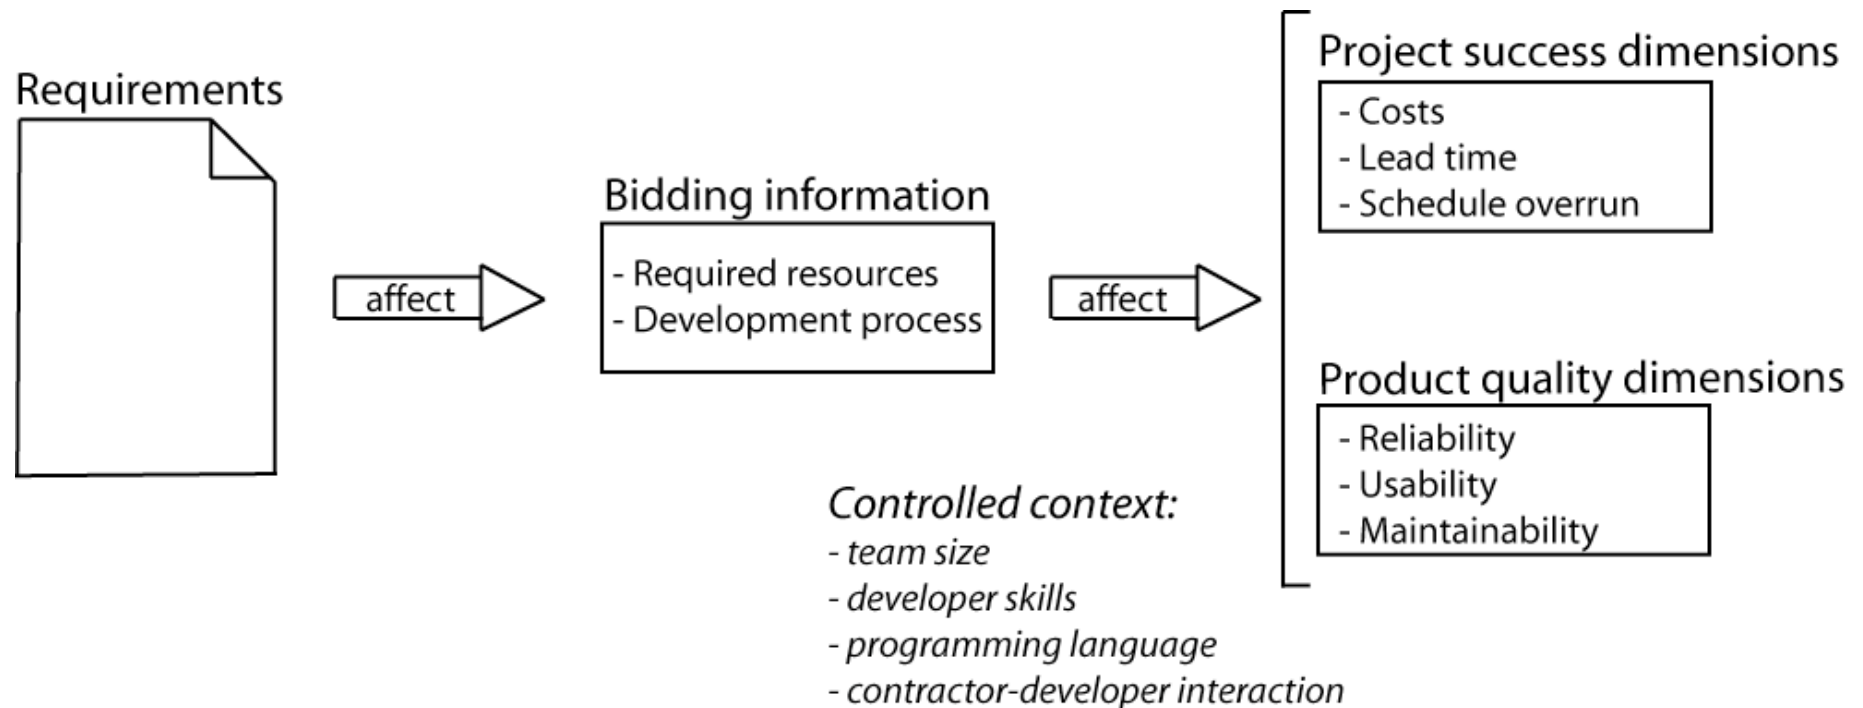 Requirements
affect
Bidding information
- Required resources
- Development process
affect
Project success dimensions
- Costs
- Lead time
- Schedule overrun
Product quality dimensions
- Reliability
- Usability
- Maintainability
Controlled context:
- team size
- developer skills
- programming language
- contractor-developer interaction